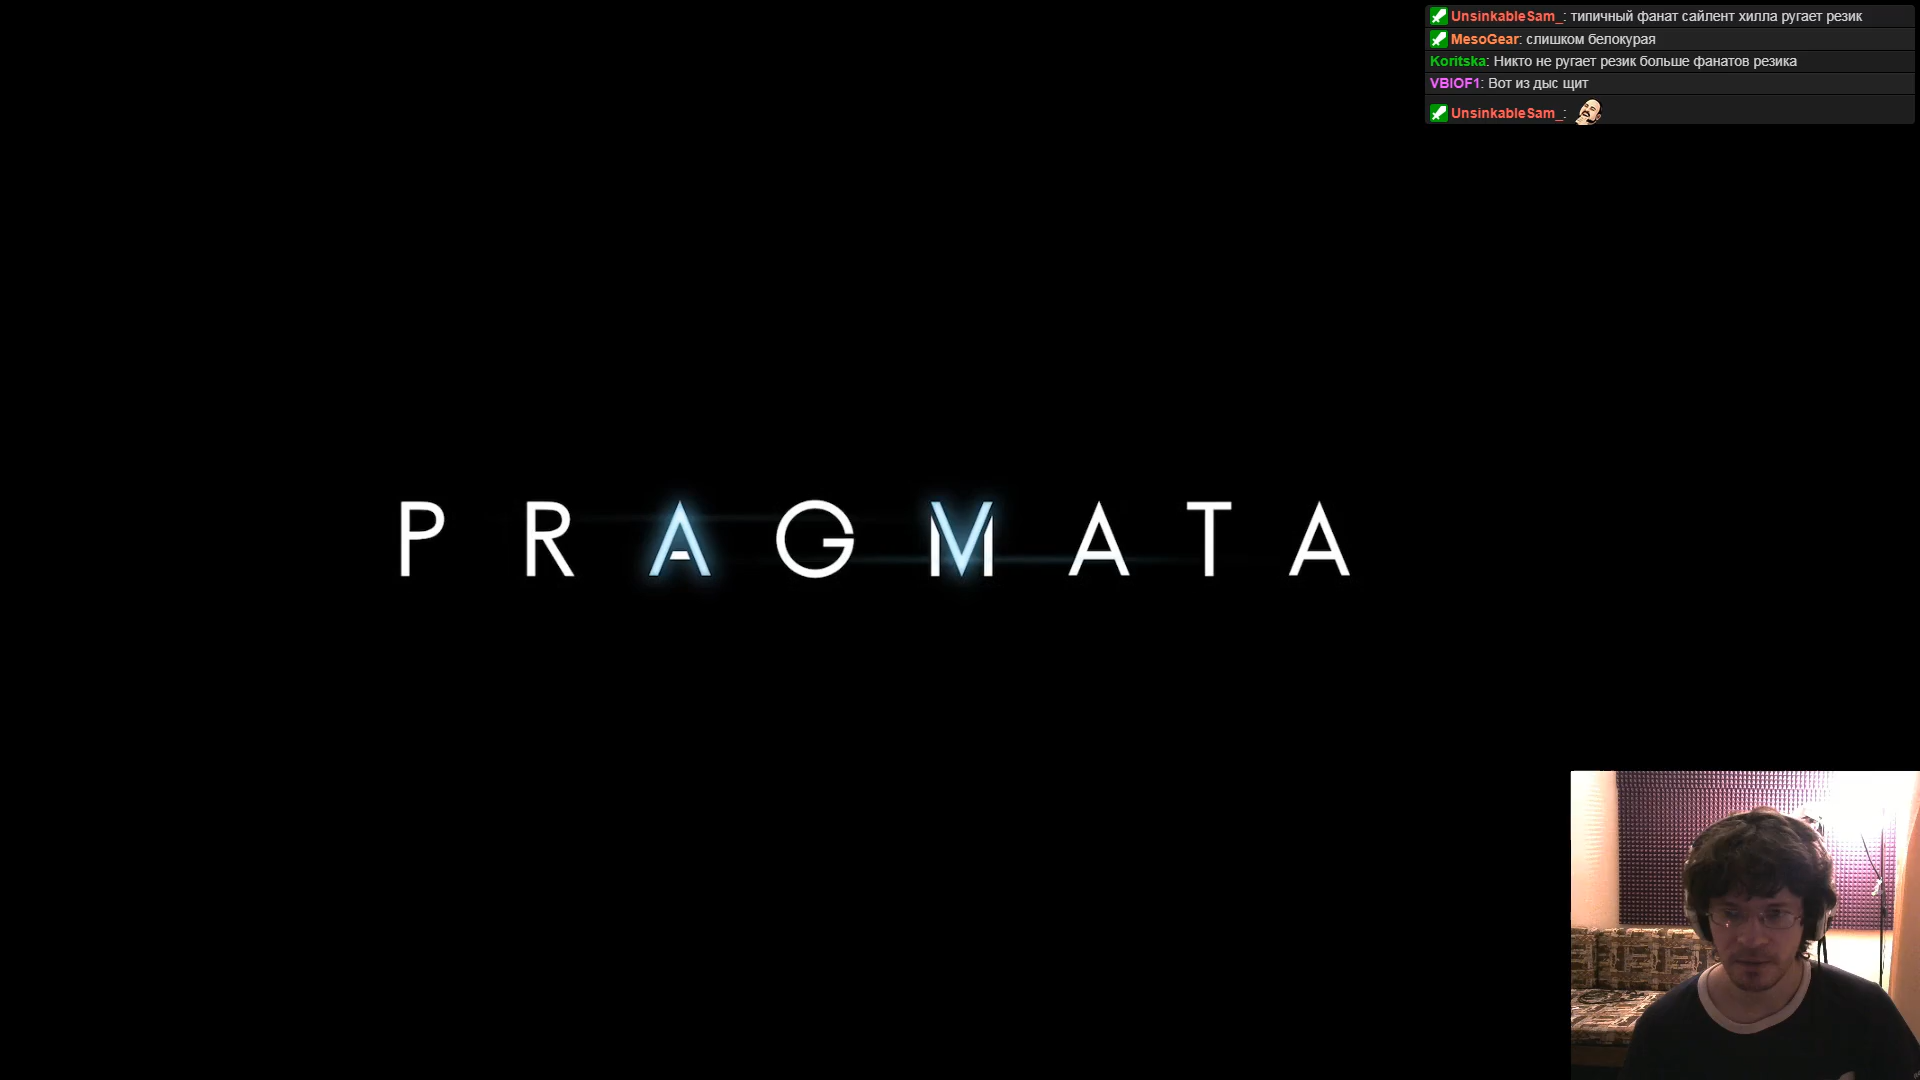 UnsinkableSam_: типичный фанат сайлент хилла ругает резик
MesoGear: слишком белокурая
Koritska: Никто не ругает резик больше фанатов резика
VBIOF1: Вот из дыс щит
UnsinkableSam_:
PRAGMATA